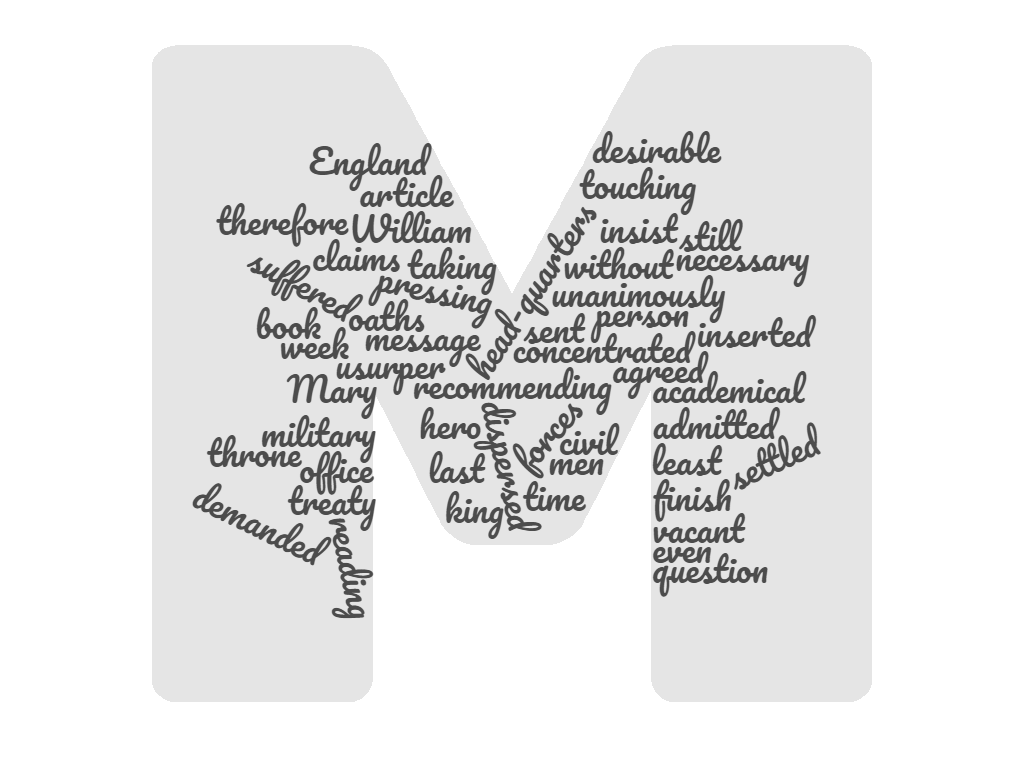 England
article
therefore William
claims taking
suffered pressing
book oaths
week message
usurper
Mary recommending
military
throne office
treaty
demanded
reading
desirable
touching
head-quarters insist still
without necessary
unanimously
sent person inserted
concentrated
agreed
academical
hero dispersed forces civil
last men
king time
admitted
least settled
finish
vacant
even
question